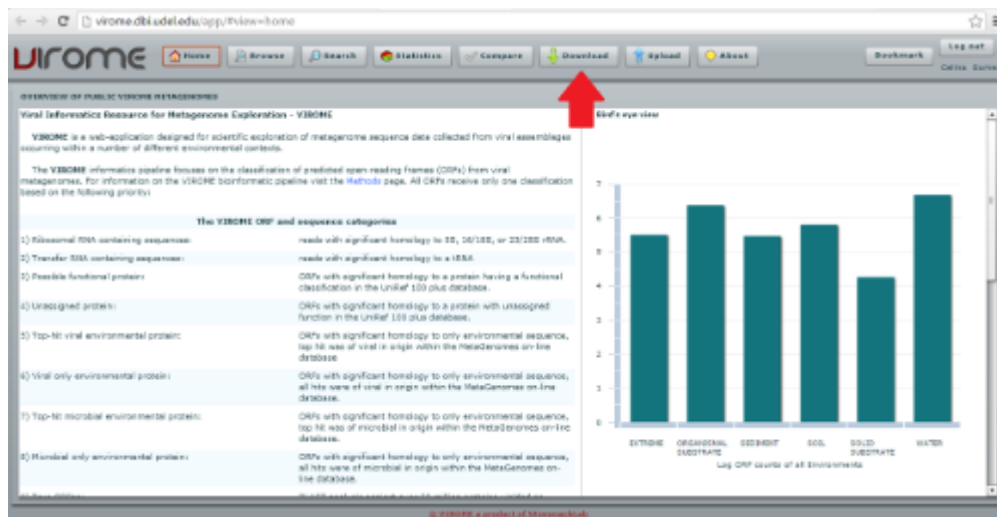 virome.dbi.udel.edu/app/#view=home
VIROME
Home
Browse
Search
Statistics
Compare
Download
Upload
About
Bookmark
Log out
OVERVIEW OF PUBLIC VIROME METAGENOMES
Viral Informatics Resource for Metagenome Exploration - VIROME
VIROME is a web-application designed for scientific exploration of metagenome sequence data collected from viral assemblages
occurring within a number of different environmental contexts.
The VIROME informatics pipeline focuses on the classification of predicted open reading frames (ORFs) from viral
metagenomes. For information on the VIROME bioinformatic pipeline visit the Methods page. All ORFs receive only one classification
based on the following priority:
The VIROME ORF and sequence categories
1) Ribosomal RNA containing sequences: reads with significant homology to 5S, 16/18S, or 23/28S rRNA.
2) Transfer RNA containing sequences: reads with significant homology to a tRNA
3) Possible functional protein: ORFs with significant homology to a protein having a functional
classification in the UniRef 100 plus database.
4) Unassigned protein: ORFs with significant homology to a protein with unassigned
function in the UniRef 100 plus database.
5) Top-hit viral environmental protein: ORFs with significant homology to only environmental sequence,
top hit was of viral in origin within the MetaGenomes on-line
database
6) Viral only environmental protein: ORFs with significant homology to only environmental sequence,
all hits were of viral in origin within the MetaGenomes on-line
database.
7) Top-hit microbial environmental protein: ORFs with significant homology to only environmental sequence,
top hit was of microbial in origin within the MetaGenomes on-line
database.
8) Microbial only environmental protein: ORFs with significant homology to only environmental sequence,
all hits were of microbial in origin within the MetaGenomes on-
line database.
Bird's eye view
7
6
5
4
3
2
1
0
EXTREME
ORGANISMAL SUBSTRATE
SEDIMENT
SOIL
SOLID SUBSTRATE
WATER
Log ORF counts of all Environments
© VIROME a product of